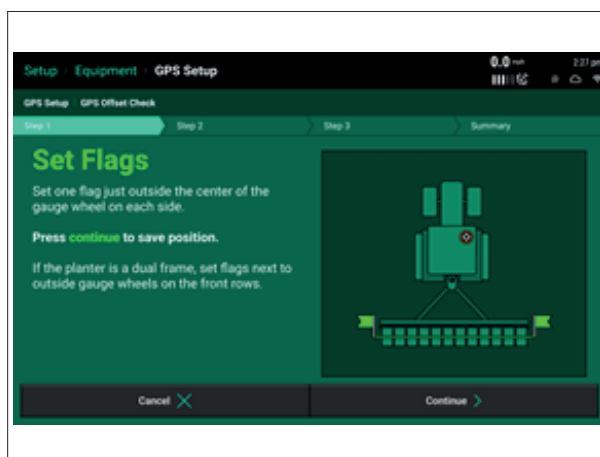 Setup Equipment GPS Setup
0.0 mph
2:27 pm
GPS Setup GPS Offset Check
Step 1 Step 2 Step 3 Summary
Set Flags
Set one flag just outside the center of the
gauge wheel on each side.
Press continue to save position.
If the planter is a dual frame, set flags next to
outside gauge wheels on the front rows.
Cancel Continue